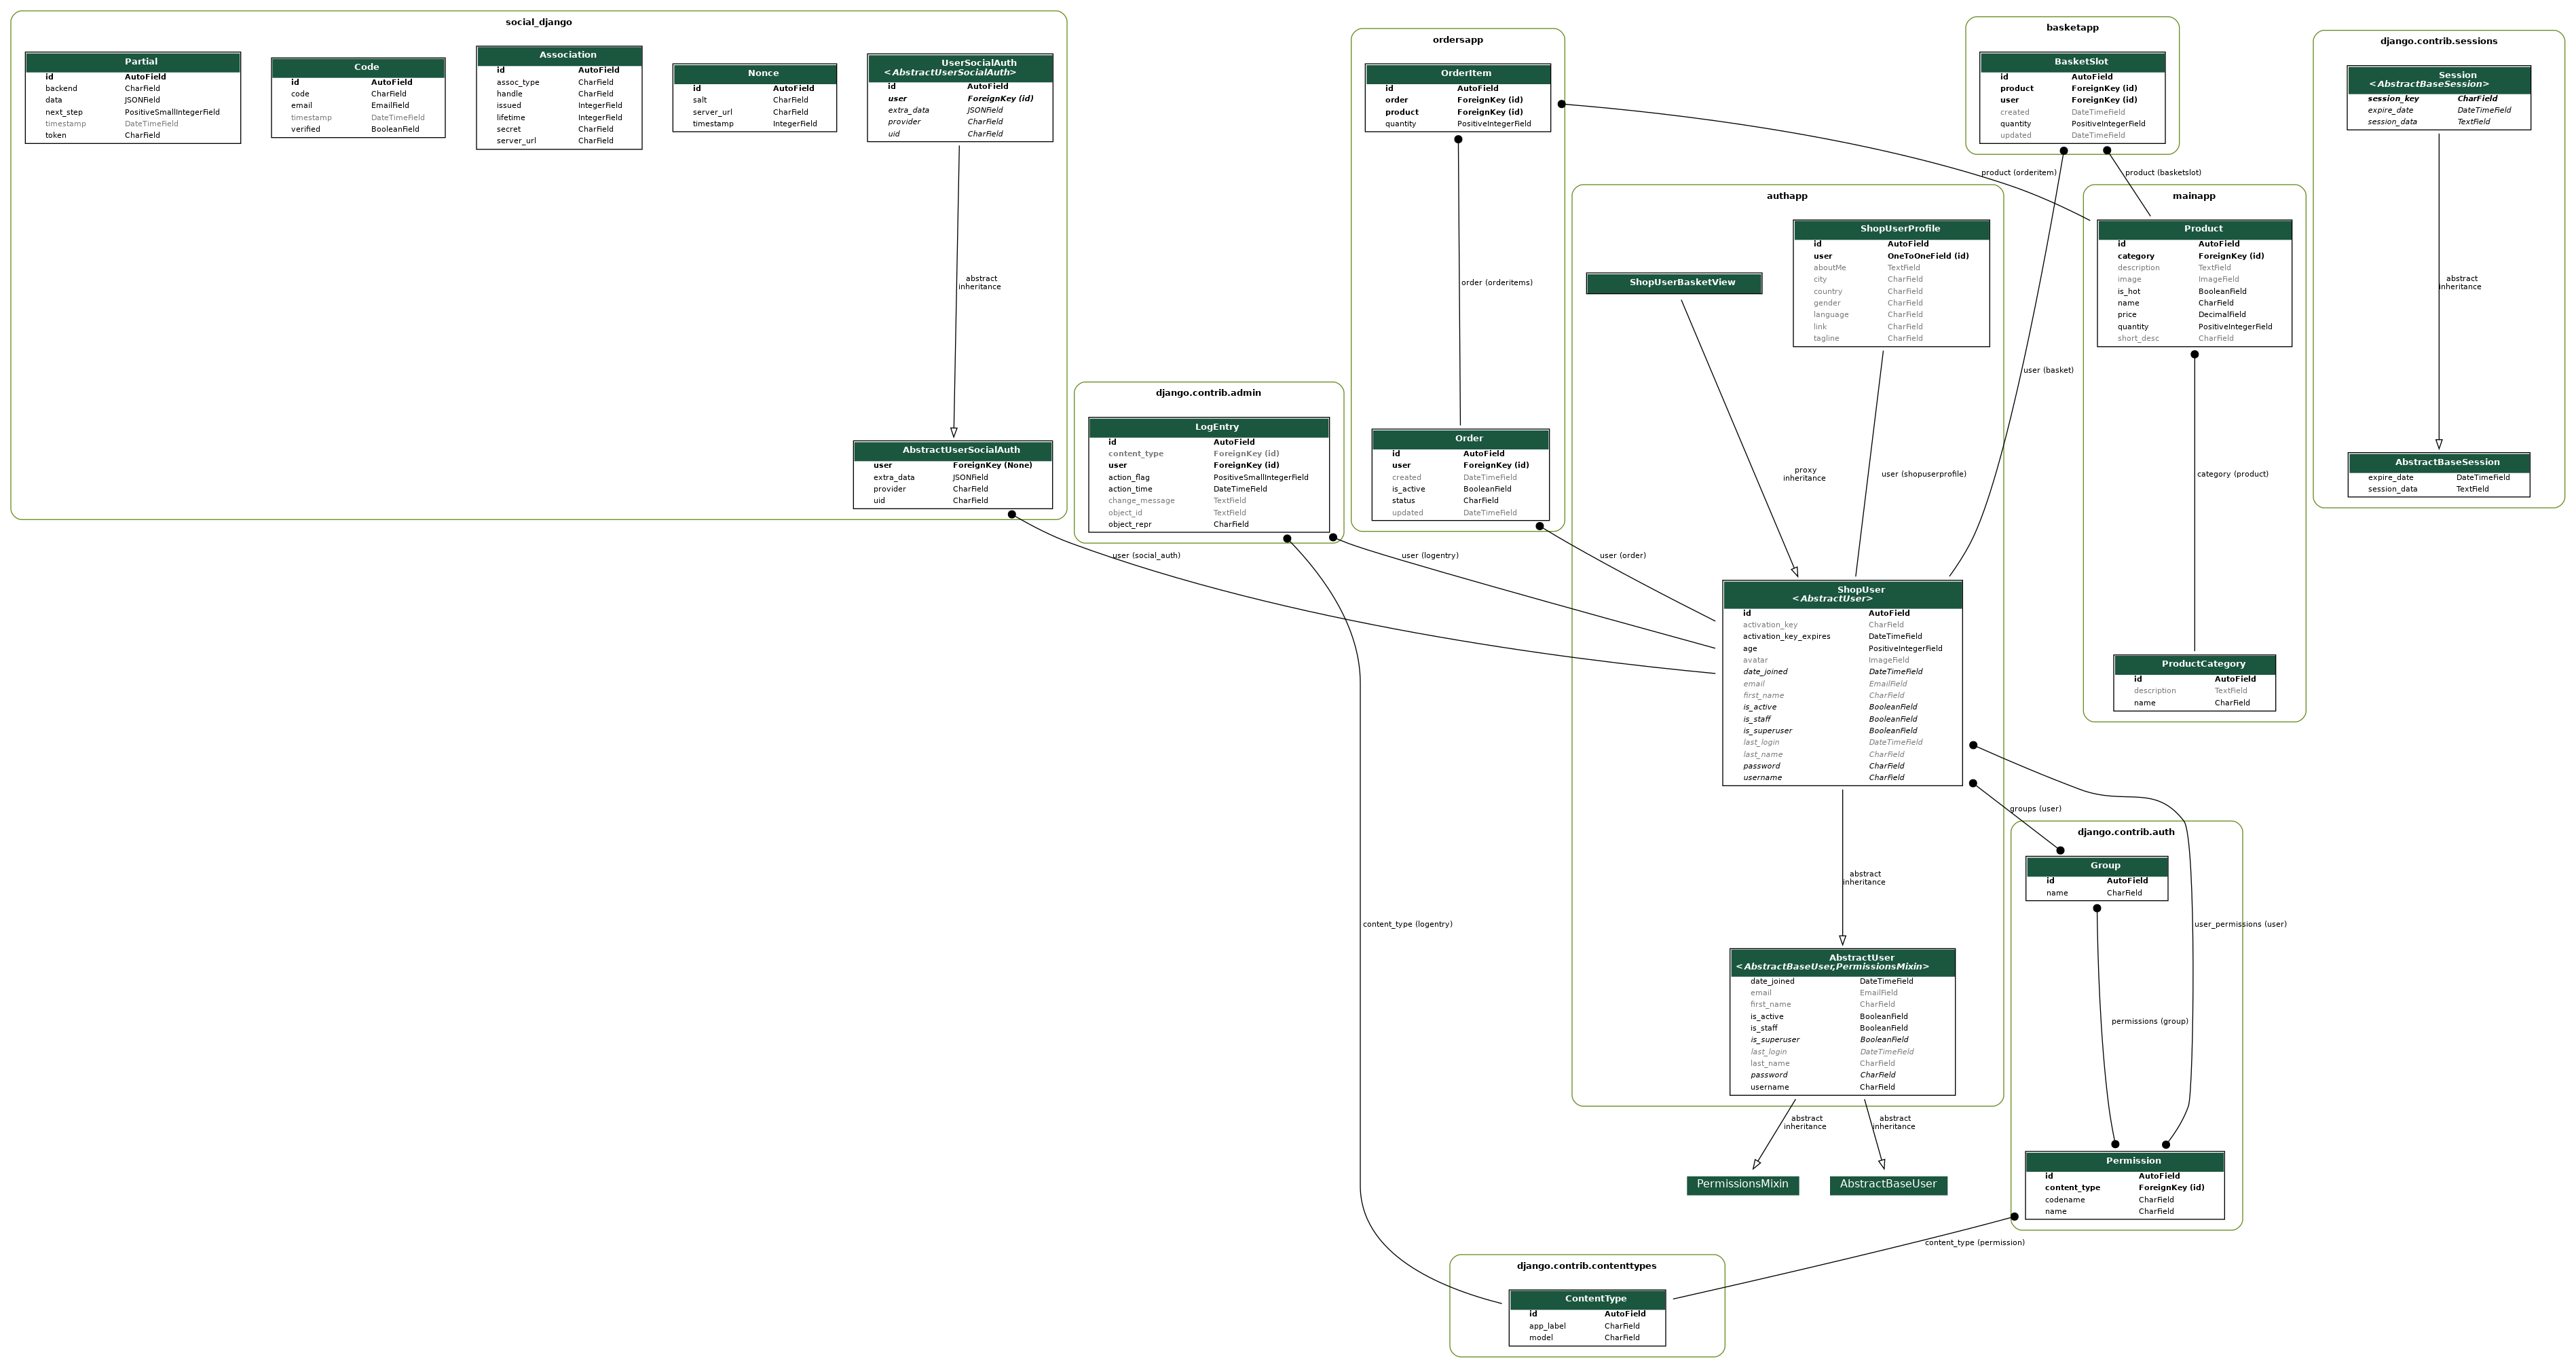 social_django
Partial
id AutoField
backend CharField
data JSONField
next_step PositiveSmallIntegerField
timestamp DateTimeField
token CharField
Code
id AutoField
code CharField
email EmailField
timestamp DateTimeField
verified BooleanField
Association
id AutoField
assoc_type CharField
handle CharField
issued IntegerField
lifetime IntegerField
secret CharField
server_url CharField
Nonce
id AutoField
salt CharField
server_url CharField
timestamp IntegerField
UserSocialAuth
<AbstractUserSocialAuth>
id AutoField
user ForeignKey (id)
extra_data JSONField
provider CharField
uid CharField
abstract
inheritance
AbstractUserSocialAuth
user ForeignKey (None)
extra_data JSONField
provider CharField
uid CharField
user (social_auth)
django.contrib.admin
LogEntry
id AutoField
content_type ForeignKey (id)
user ForeignKey (id)
action_flag PositiveSmallIntegerField
action_time DateTimeField
change_message TextField
object_id TextField
object_repr CharField
user (logentry)
content_type (logentry)
ordersapp
OrderItem
id AutoField
order ForeignKey (id)
product ForeignKey (id)
quantity PositiveIntegerField
order (orderitems)
Order
id AutoField
user ForeignKey (id)
created DateTimeField
is_active BooleanField
status CharField
updated DateTimeField
user (order)
product (orderitem)
basketapp
BasketSlot
id AutoField
product ForeignKey (id)
user ForeignKey (id)
created DateTimeField
quantity PositiveIntegerField
updated DateTimeField
product (basketslot)
user (basket)
authapp
ShopUserProfile
id AutoField
user OneToOneField (id)
aboutMe TextField
city CharField
country CharField
gender CharField
language CharField
link CharField
tagline CharField
ShopUserBasketView
proxy
inheritance
user (shopuserprofile)
ShopUser
<AbstractUser>
id AutoField
activation_key CharField
activation_key_expires DateTimeField
age PositiveIntegerField
avatar ImageField
date_joined DateTimeField
email EmailField
first_name CharField
is_active BooleanField
is_staff BooleanField
is_superuser BooleanField
last_login DateTimeField
last_name CharField
password CharField
username CharField
abstract
inheritance
AbstractUser
<AbstractBaseUser,PermissionsMixin>
date_joined DateTimeField
email EmailField
first_name CharField
is_active BooleanField
is_staff BooleanField
is_superuser BooleanField
last_login DateTimeField
last_name CharField
password CharField
username CharField
abstract
inheritance
abstract
inheritance
PermissionsMixin
AbstractBaseUser
mainapp
Product
id AutoField
category ForeignKey (id)
description TextField
image ImageField
is_hot BooleanField
name CharField
price DecimalField
quantity PositiveIntegerField
short_desc CharField
category (product)
ProductCategory
id AutoField
description TextField
name CharField
django.contrib.sessions
Session
<AbstractBaseSession>
session_key CharField
expire_date DateTimeField
session_data TextField
abstract
inheritance
AbstractBaseSession
expire_date DateTimeField
session_data TextField
groups (user)
django.contrib.auth
Group
id AutoField
name CharField
user_permissions (user)
permissions (group)
Permission
id AutoField
content_type ForeignKey (id)
codename CharField
name CharField
content_type (permission)
django.contrib.contenttypes
ContentType
id AutoField
app_label CharField
model CharField